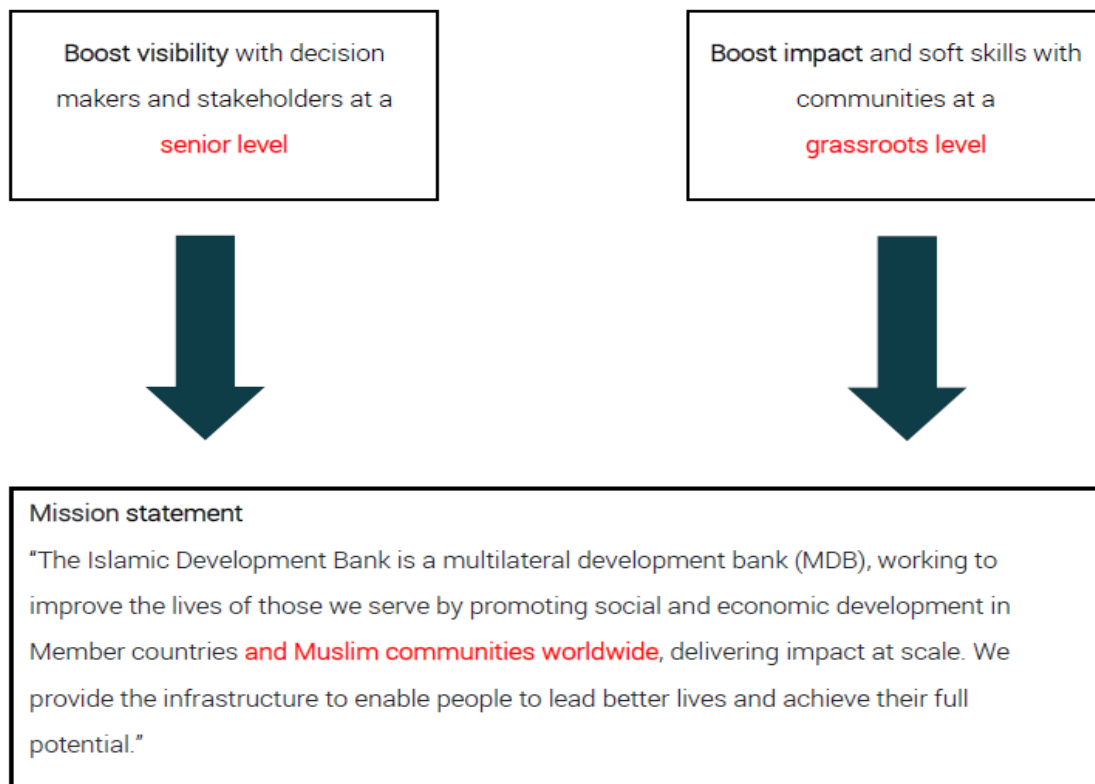 Boost visibility with decision
makers and stakeholders at a
senior level
Boost impact and soft skills with
communities at a
grassroots level
Mission statement
“The Islamic Development Bank is a multilateral development bank (MDB), working to
improve the lives of those we serve by promoting social and economic development in
Member countries and Muslim communities worldwide, delivering impact at scale. We
provide the infrastructure to enable people to lead better lives and achieve their full
potential.”